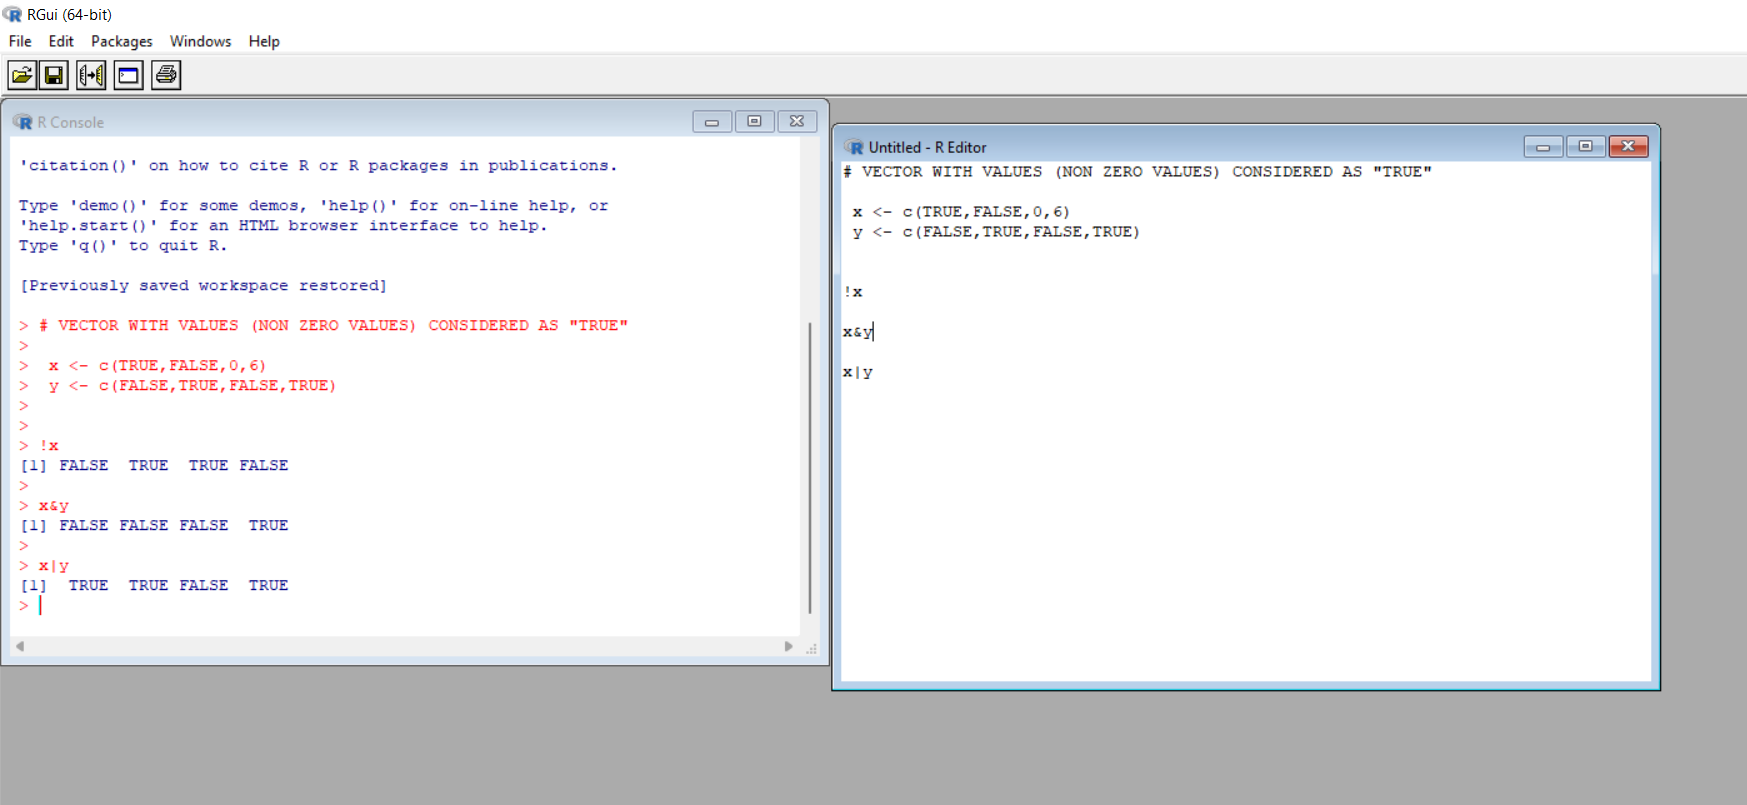 RGui (64-bit)
File Edit Packages Windows Help
R Console
'citation()' on how to cite R or R packages in publications.
Type 'demo()' for some demos, 'help()' for on-line help, or
'help.start()' for an HTML browser interface to help.
Type 'q()' to quit R.
[Previously saved workspace restored]
> # VECTOR WITH VALUES (NON ZERO VALUES) CONSIDERED AS "TRUE"
>
>  x <- c(TRUE,FALSE,0,6)
>  y <- c(FALSE,TRUE,FALSE,TRUE)
>
>
> !x
[1] FALSE  TRUE  TRUE FALSE
>
> x&y
[1] FALSE FALSE FALSE  TRUE
>
> x|y
[1]  TRUE  TRUE FALSE  TRUE
>
Untitled - R Editor
# VECTOR WITH VALUES (NON ZERO VALUES) CONSIDERED AS "TRUE"
x <- c(TRUE,FALSE,0,6)
y <- c(FALSE,TRUE,FALSE,TRUE)
!x
x&y
x|y